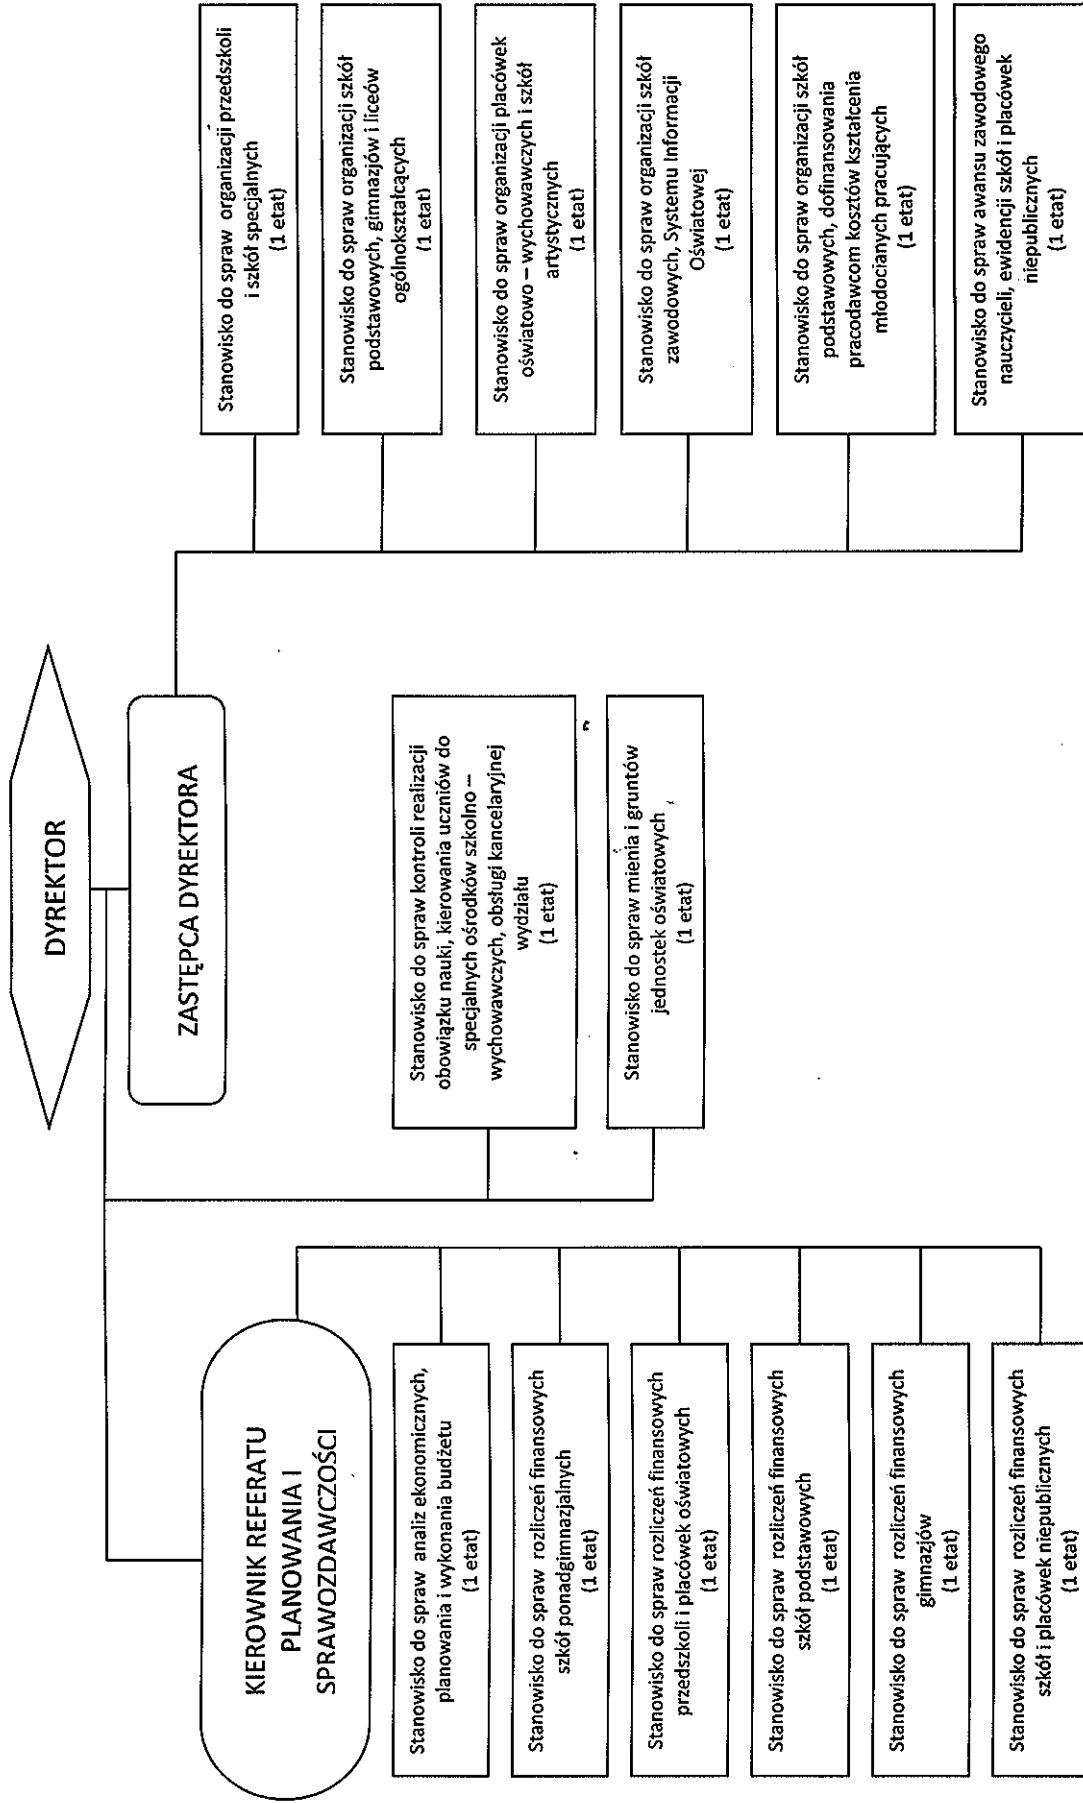 DYREKTOR
ZASTĘPCA DYREKTORA
KIEROWNIK REFERATU
PLANOWANIA I
SPRAWOZDAWCZOŚCI
Stanowisko do spraw analiz ekonomicznych,
planowania i wykonania budżetu
(1 etat)
Stanowisko do spraw rozliczeń finansowych
szkół ponadgimnazjalnych
(1 etat)
Stanowisko do spraw rozliczeń finansowych
przedszkoli i placówek oświatowych
(1 etat)
Stanowisko do spraw rozliczeń finansowych
szkół podstawowych
(1 etat)
Stanowisko do spraw rozliczeń finansowych
gimnazjów
(1 etat)
Stanowisko do spraw rozliczeń finansowych
szkół i placówek niepublicznych
(1 etat)
Stanowisko do spraw kontroli realizacji
obowiązku nauki, kierowania uczniów do
specjalnych ośrodków szkolno –
wychowawczych, obsługi kancelaryjnej
wydziału
(1 etat)
Stanowisko do spraw mienia i gruntów
jednostek oświatowych
(1 etat)
Stanowisko do spraw organizacji przedszkoli
i szkół specjalnych
(1 etat)
Stanowisko do spraw organizacji szkół
podstawowych, gimnazjów i liceów
ogólnokształcących
(1 etat)
Stanowisko do spraw organizacji placówek
oświatowo – wychowawczych i szkół
artystycznych
(1 etat)
Stanowisko do spraw organizacji szkół
zawodowych, Systemu Informacji
Oświatowej
(1 etat)
Stanowisko do spraw organizacji szkół
podstawowych, dofinansowania
pracodawcom kosztów kształcenia
młodocianych pracujących
(1 etat)
Stanowisko do spraw awansu zawodowego
nauczycieli, ewidencji szkół i placówek
niepublicznych
(1 etat)